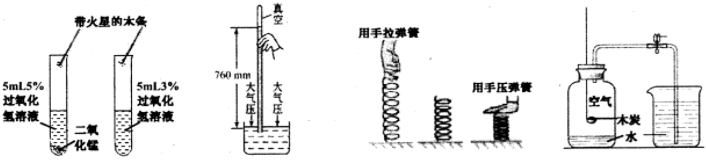 带火星的木条
5mL5%
过氧化
氢溶液
二氧
化锰
5mL3%
过氧化
氢溶液
真空
760 mm
大气压
大气压
用手拉弹簧
用手压弹簧
空气
木炭
水